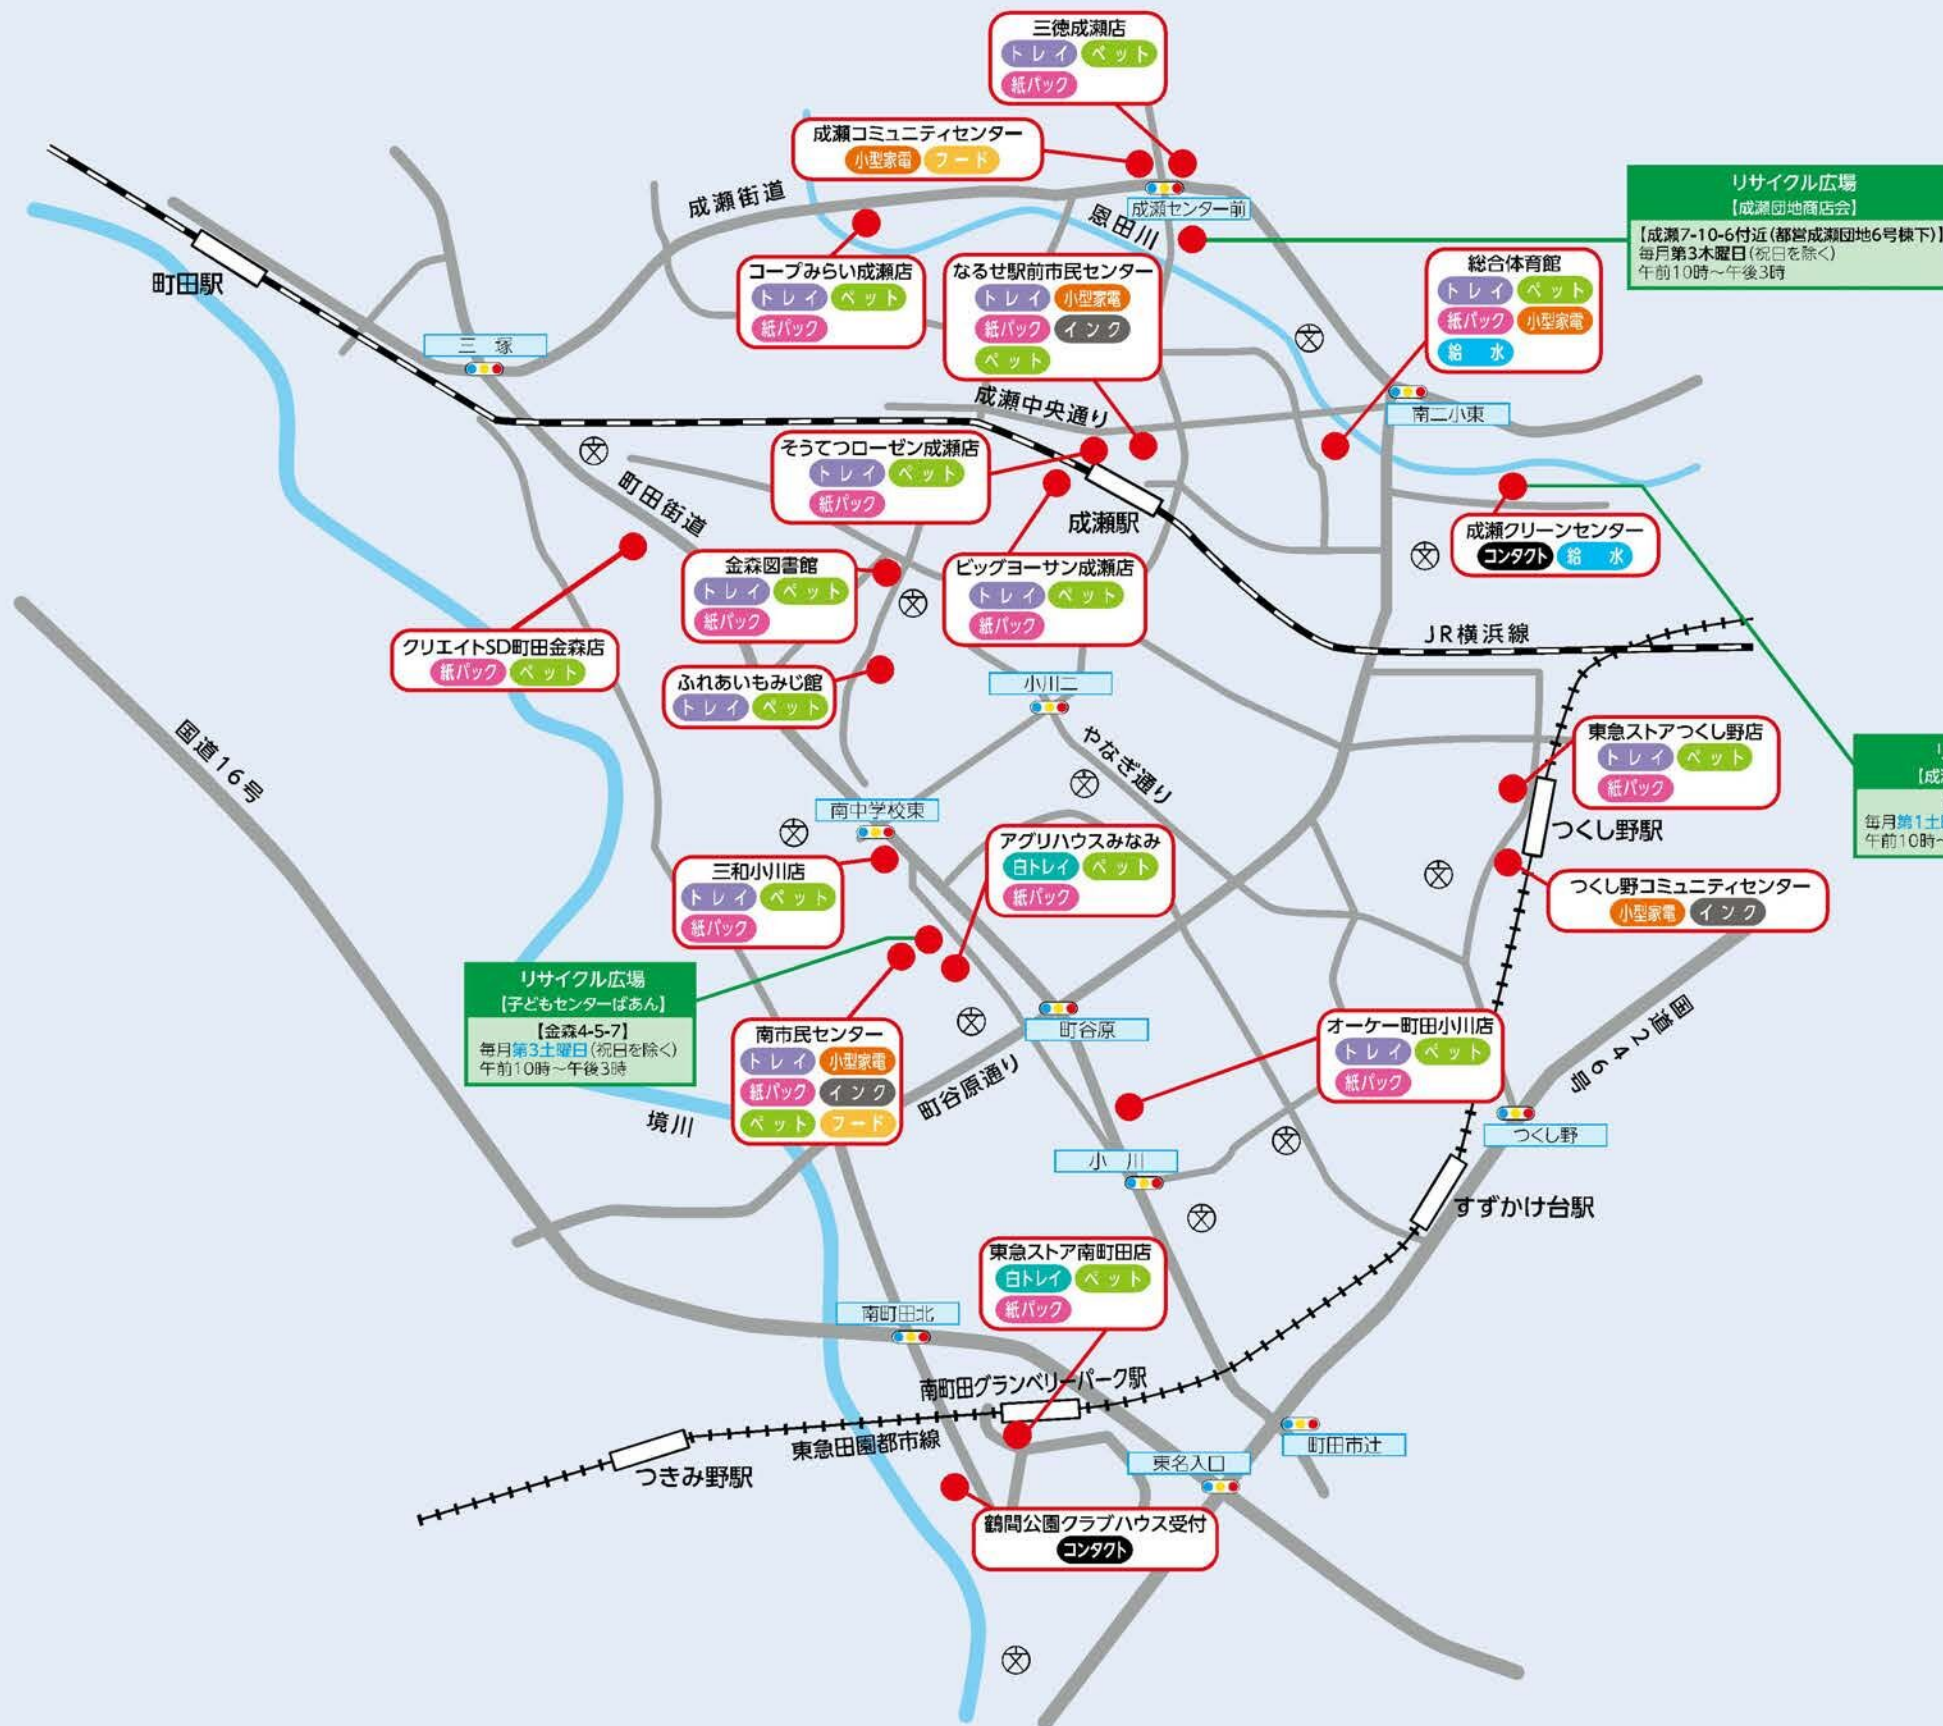 三徳成瀬店
トレイ ペット
紙パック
成瀬コミュニティセンター
小型家電 フード
成瀬街道
成瀬センター前
恩田川
リサイクル広場
【成瀬団地商店会】
【成瀬7-10-6付近(都営成瀬団地6号棟下)】
毎月第3木曜日(祝日を除く)
午前10時～午後3時
町田駅
コープみらい成瀬店
トレイ ペット
紙パック
なるせ駅前市民センター
トレイ 小型家電
紙パック インク
ペット
総合体育館
トレイ ペット
紙パック 小型家電
給水
三塚
成瀬中央通り
南二小東
そうてつローゼン成瀬店
トレイ ペット
紙パック
町田街道
成瀬駅
成瀬クリーンセンター
コンタクト 給水
金森図書館
トレイ ペット
紙パック
ビッグヨーサン成瀬店
トレイ ペット
紙パック
JR横浜線
クリエイトSD町田金森店
紙パック ペット
ふれあいもみじ館
トレイ ペット
小川二
国道16号
やなぎ通り
東急ストアつくし野店
トレイ ペット
紙パック
【成
毎月第1土
午前10時～
南中学校東
つくし野駅
アグリハウスみなみ
白トレイ ペット
紙パック
三和小川店
トレイ ペット
紙パック
つくし野コミュニティセンター
小型家電 インク
リサイクル広場
【子どもセンターぱあん】
【金森4-5-7】
毎月第3土曜日(祝日を除く)
午前10時～午後3時
南市民センター
トレイ 小型家電
紙パック インク
ペット フード
町谷原
オーケー町田小川店
トレイ ペット
紙パック
国道246号
町谷原通り
境川
つくし野
小川
すずかけ台駅
東急ストア南町田店
白トレイ ペット
紙パック
南町田北
南町田グランベリーパーク駅
東急田園都市線
町田市辻
東名入口
つきみ野駅
鶴間公園クラブハウス受付
コンタクト